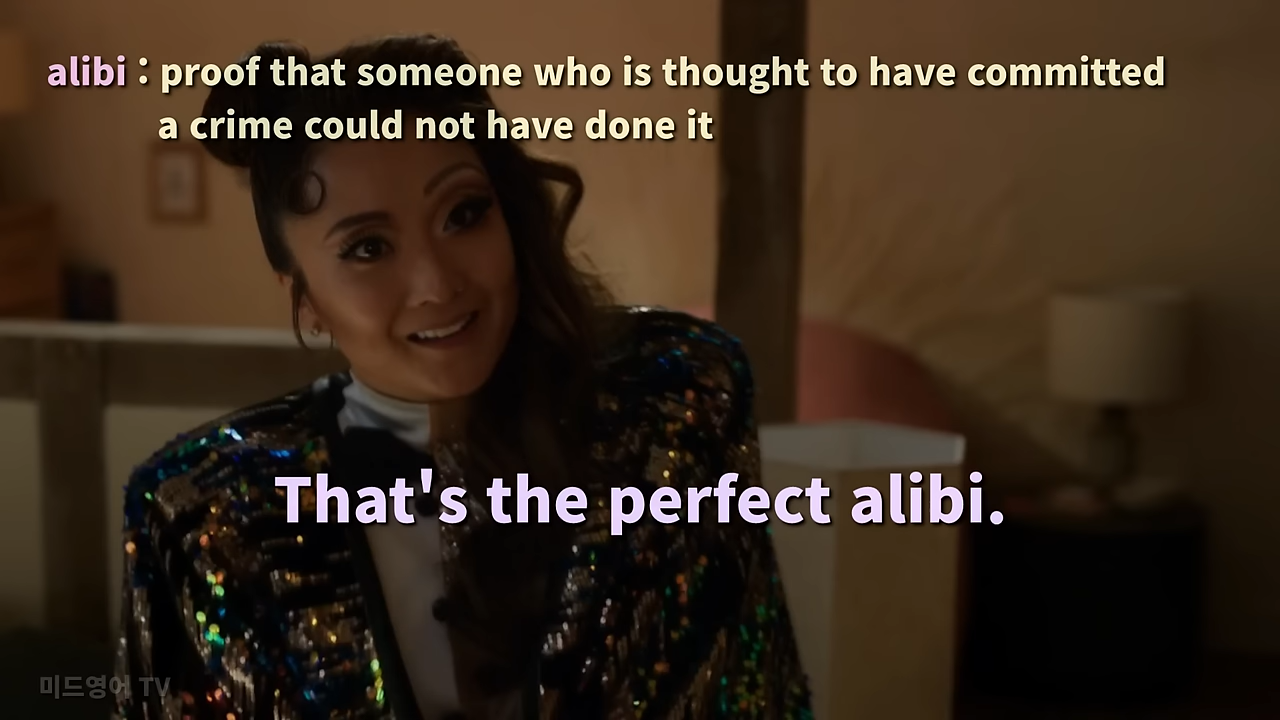 alibi : proof that someone who is thought to have committed
a crime could not have done it
That's the perfect alibi.
미드영어 TV